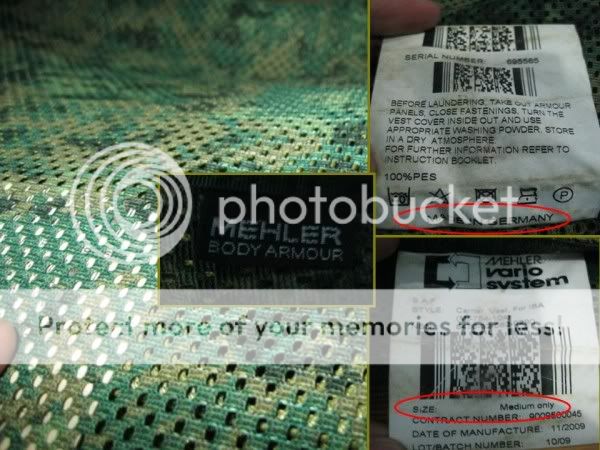 SERIAL NUMBER: 695565
BEFORE LAUNDERING, TAKE OUT ARMOUR
PANELS, CLOSE FASTENINGS, TURN THE
VEST COVER INSIDE OUT AND USE
APPROPRIATE WASHING POWDER, STORE
IN A DRY ATMOSPHERE
FOR FURTHER INFORMATION REFER TO
INSTRUCTION BOOKLET.
100%PES
GERMANY
MEHLER
BODY ARMOUR
photobucket
Protect more of your memories for less!
MEHLER
vario
system
STYLE:
SIZE: Medium only
CONTRACT NUMBER: 9009500045
DATE OF MANUFACTURE: 11/2009
LOT/BATCH NUMBER: 10/09